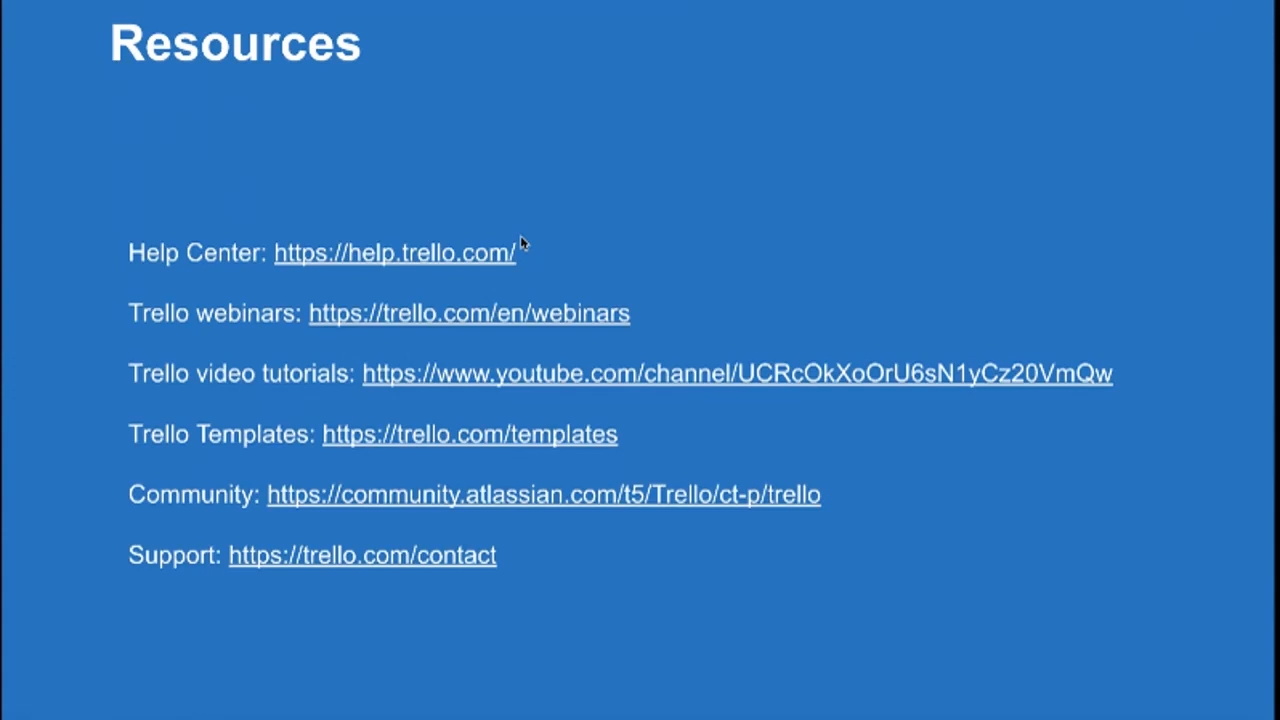 Resources
Help Center: https://help.trello.com/
Trello webinars: https://trello.com/en/webinars
Trello video tutorials: https://www.youtube.com/channel/UCRcOkXoOrU6sN1yCz20VmQw
Trello Templates: https://trello.com/templates
Community: https://community.atlassian.com/t5/Trello/ct-p/trello
Support: https://trello.com/contact